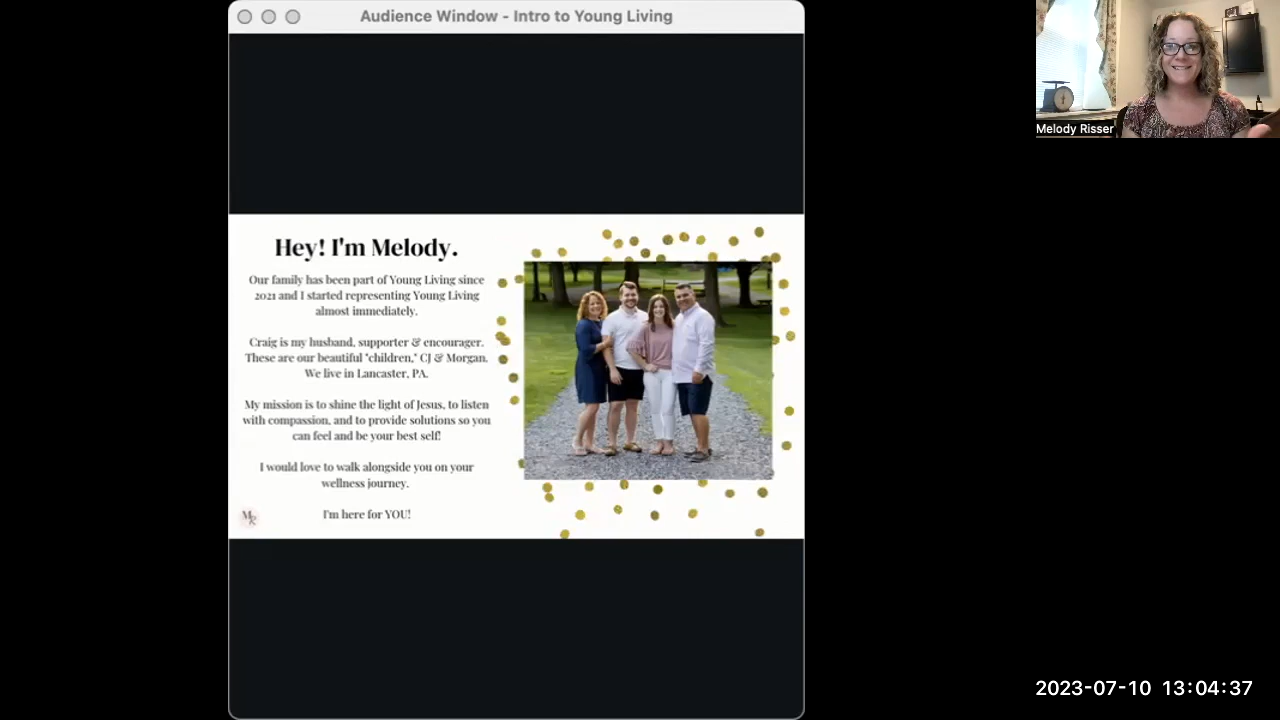 Audience Window - Intro to Young Living
Melody Risser
Hey! I'm Melody.
Our family has been part of Young Living since
2021 and I started representing Young Living
almost immediately.
Craig is my husband, supporter & encourager.
These are our beautiful "children," CJ & Morgan.
We live in Lancaster, PA.
My mission is to shine the light of Jesus, to listen
with compassion, and to provide solutions so you
can feel and be your best self!
I would love to walk alongside you on your
wellness journey.
I'm here for YOU!
MR
2023-07-10 13:04:37